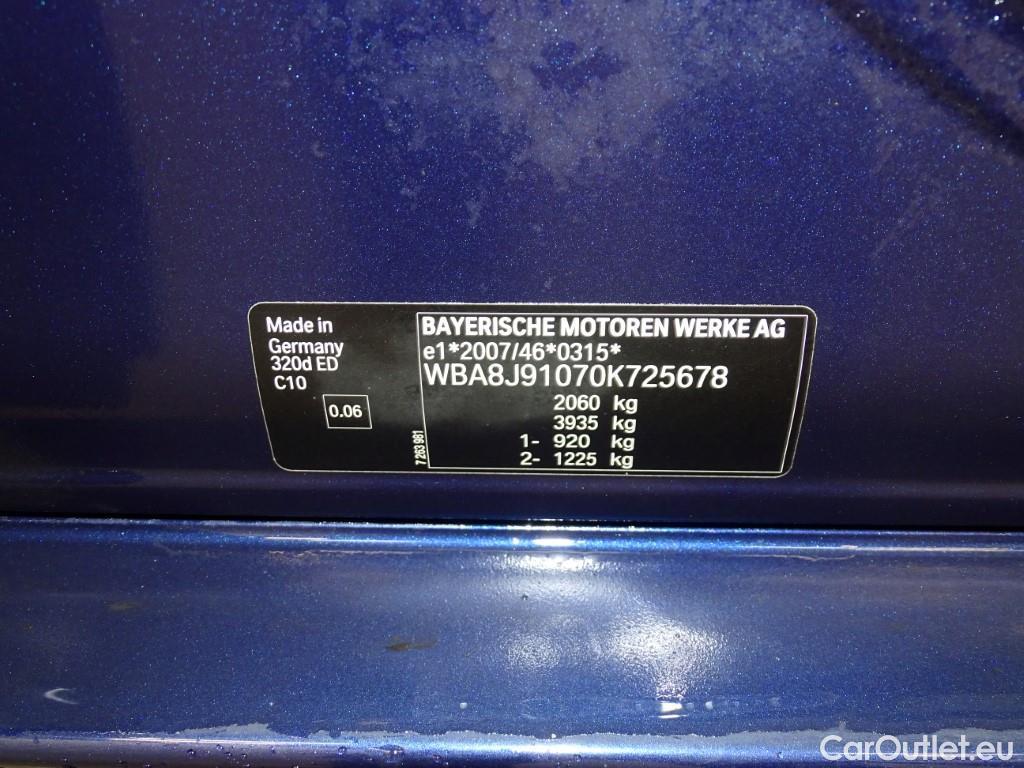 Made in
Germany
320d ED
C10
0.06
7 263 981
BAYERISCHE MOTOREN WERKE AG
e1*2007/46*0315*
WBA8J91070K725678
2060 kg
3935 kg
1- 920 kg
2- 1225 kg
CarOutlet.eu